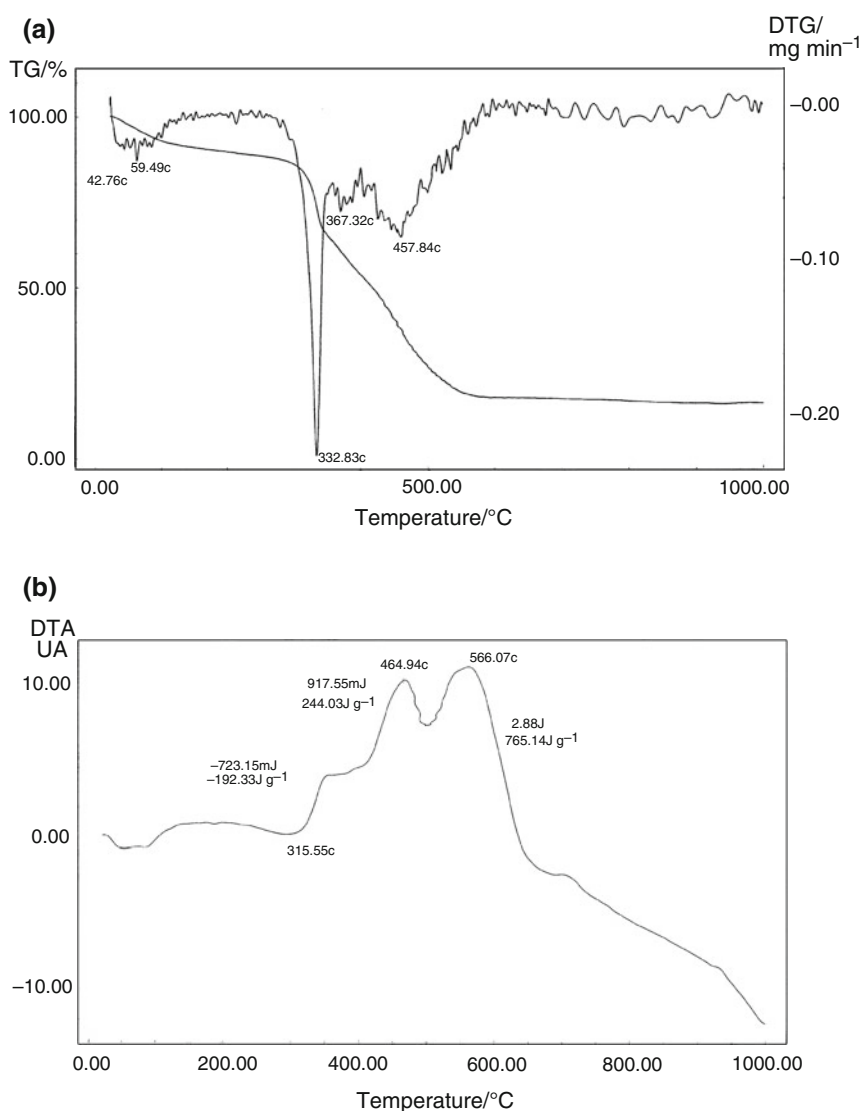 (a)
DTG/
mg min⁻¹
TG/%
100.00
−0.00
59.49c
42.76c
367.32c
457.84c
−0.10
50.00
−0.20
0.00
332.83c
0.00
500.00
1000.00
Temperature/°C
(b)
DTA
UA
10.00
464.94c
566.07c
917.55mJ
244.03J g⁻¹
2.88J
765.14J g⁻¹
−723.15mJ
−192.33J g⁻¹
0.00
315.55c
−10.00
0.00
200.00
400.00
600.00
800.00
1000.00
Temperature/°C